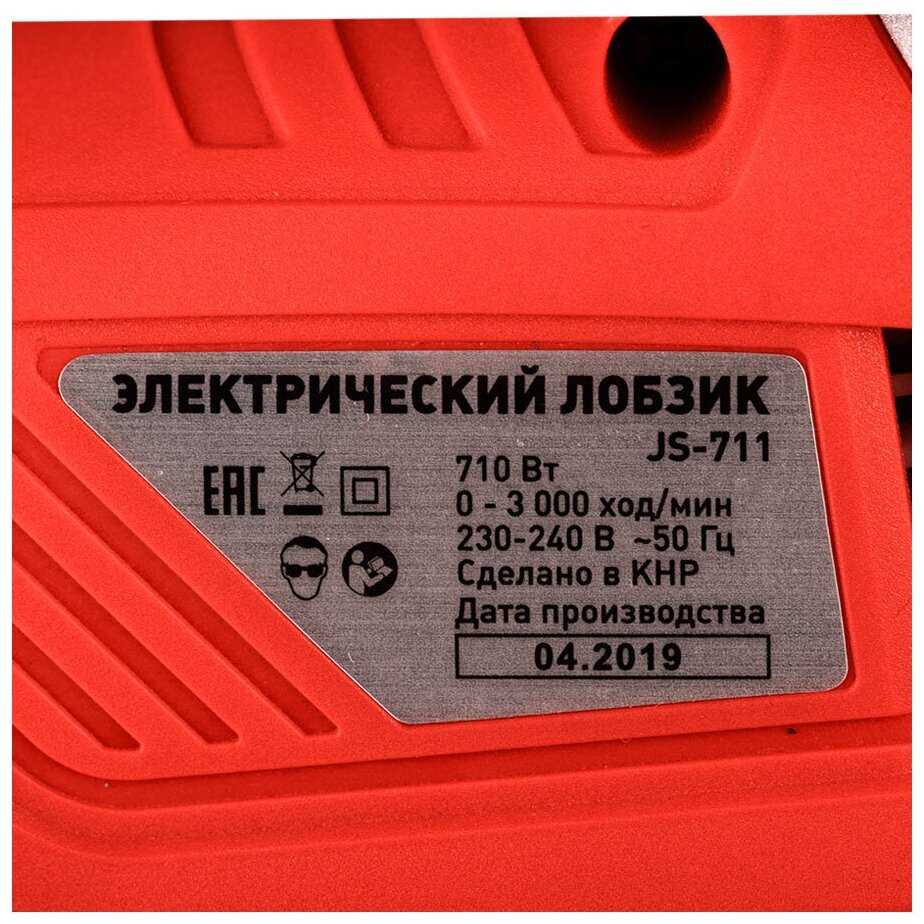 ЭЛЕКТРИЧЕСКИЙ ЛОБЗИК
JS-711
710 Вт
0 - 3 000 ход/мин
230-240 В ~50 Гц
Сделано в КНР
Дата производства
04.2019
EAC